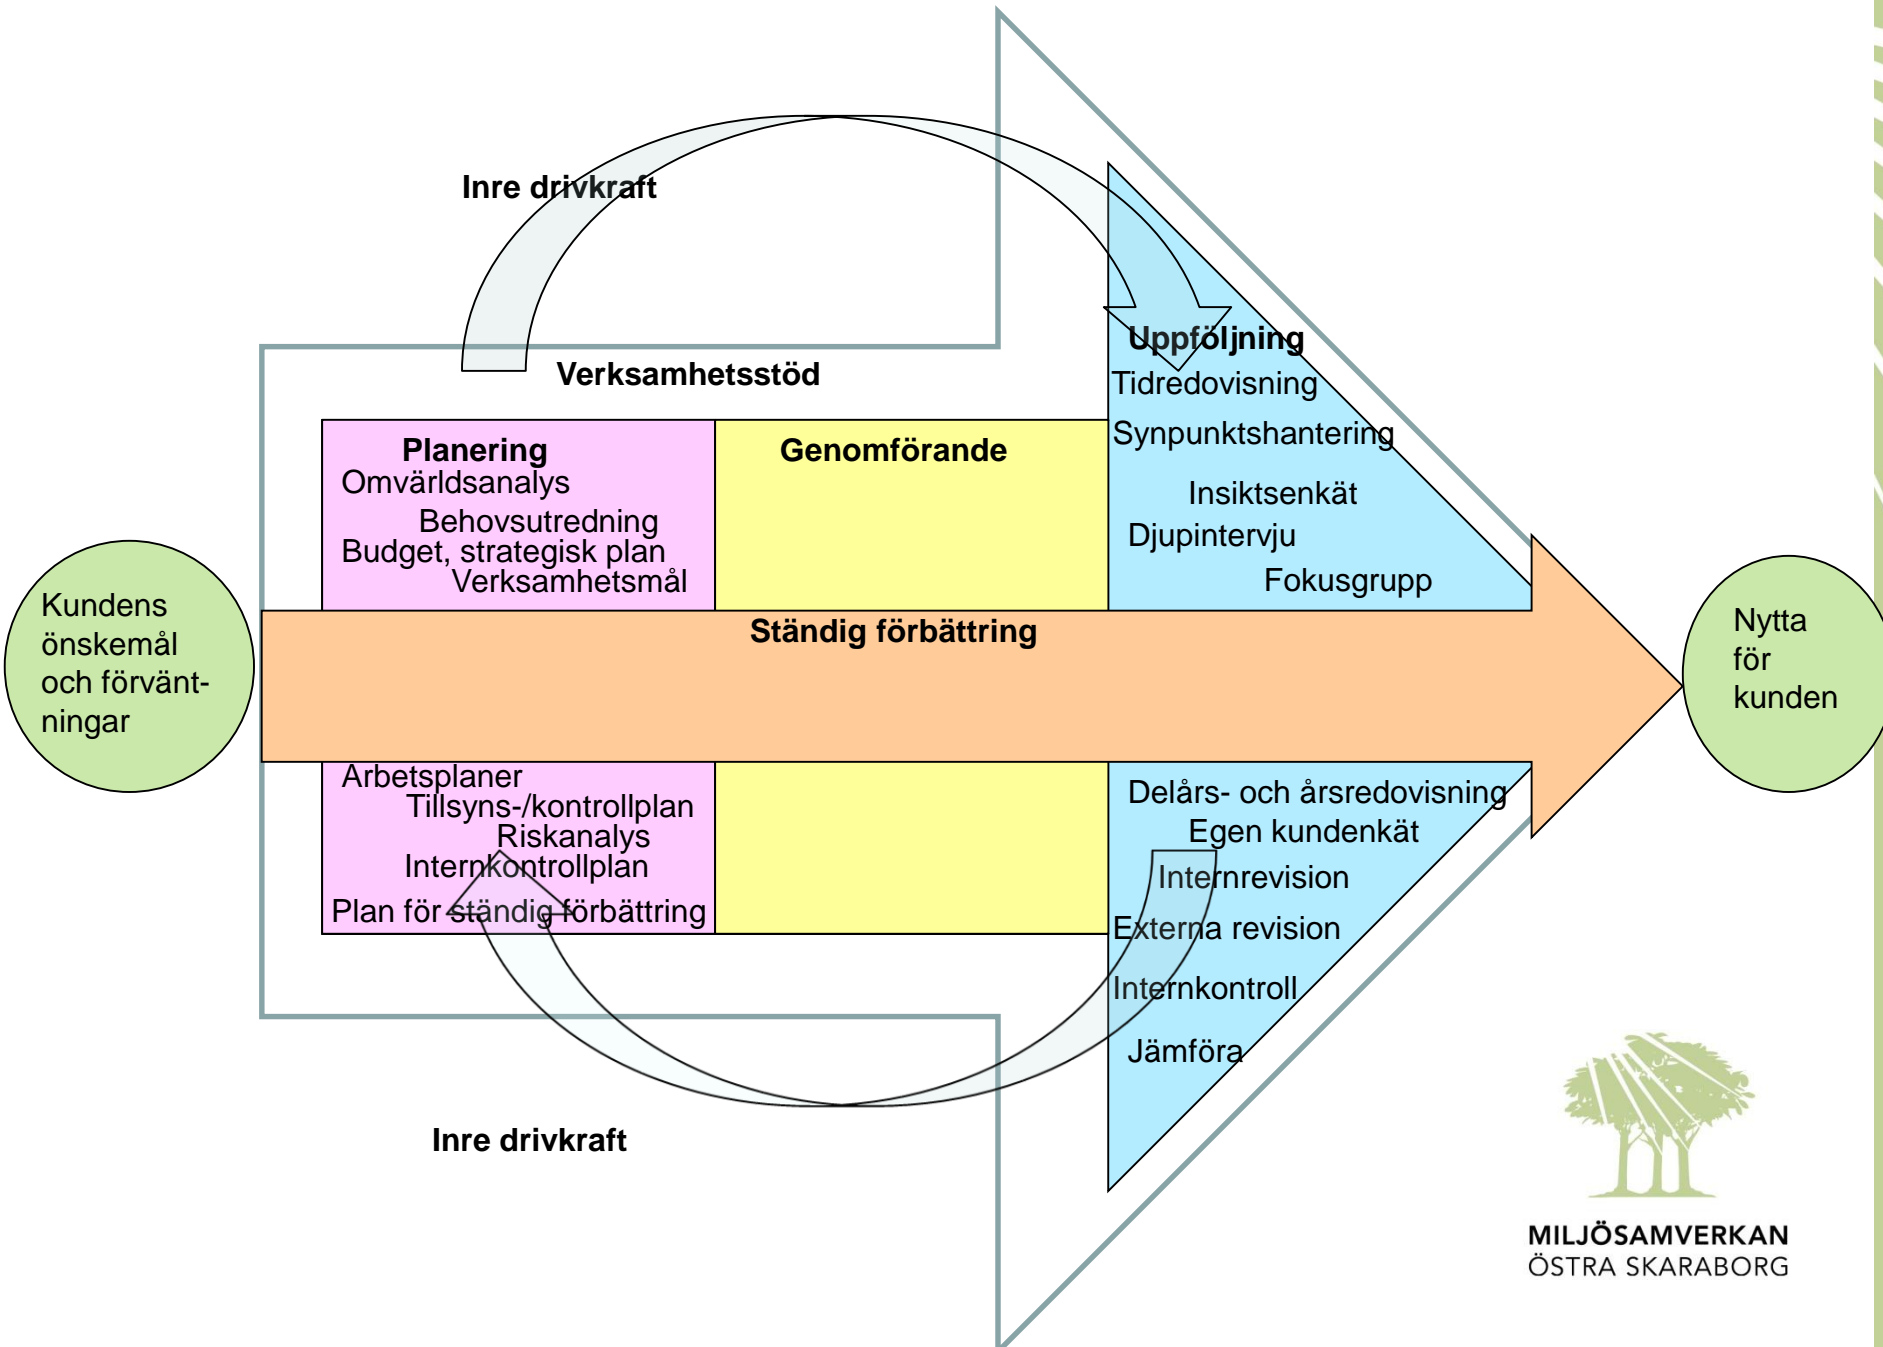 Inre drivkraft
Verksamhetsstöd
Kundens
önskemål
och förvänt-
ningar
Planering
Omvärldsanalys
Behovsutredning
Budget, strategisk plan
Verksamhetsmål
Genomförande
Uppföljning
Tidredovisning
Synpunktshantering
Insiktsenkät
Djupintervju
Fokusgrupp
Ständig förbättring
Nytta
för
kunden
Arbetsplaner
Tillsyns-/kontrollplan
Riskanalys
Internkontrollplan
Plan för ständig förbättring
Delårs- och årsredovisning
Egen kundenkät
Internrevision
Externa revision
Internkontroll
Jämföra
Inre drivkraft
MILJÖSAMVERKAN
ÖSTRA SKARABORG